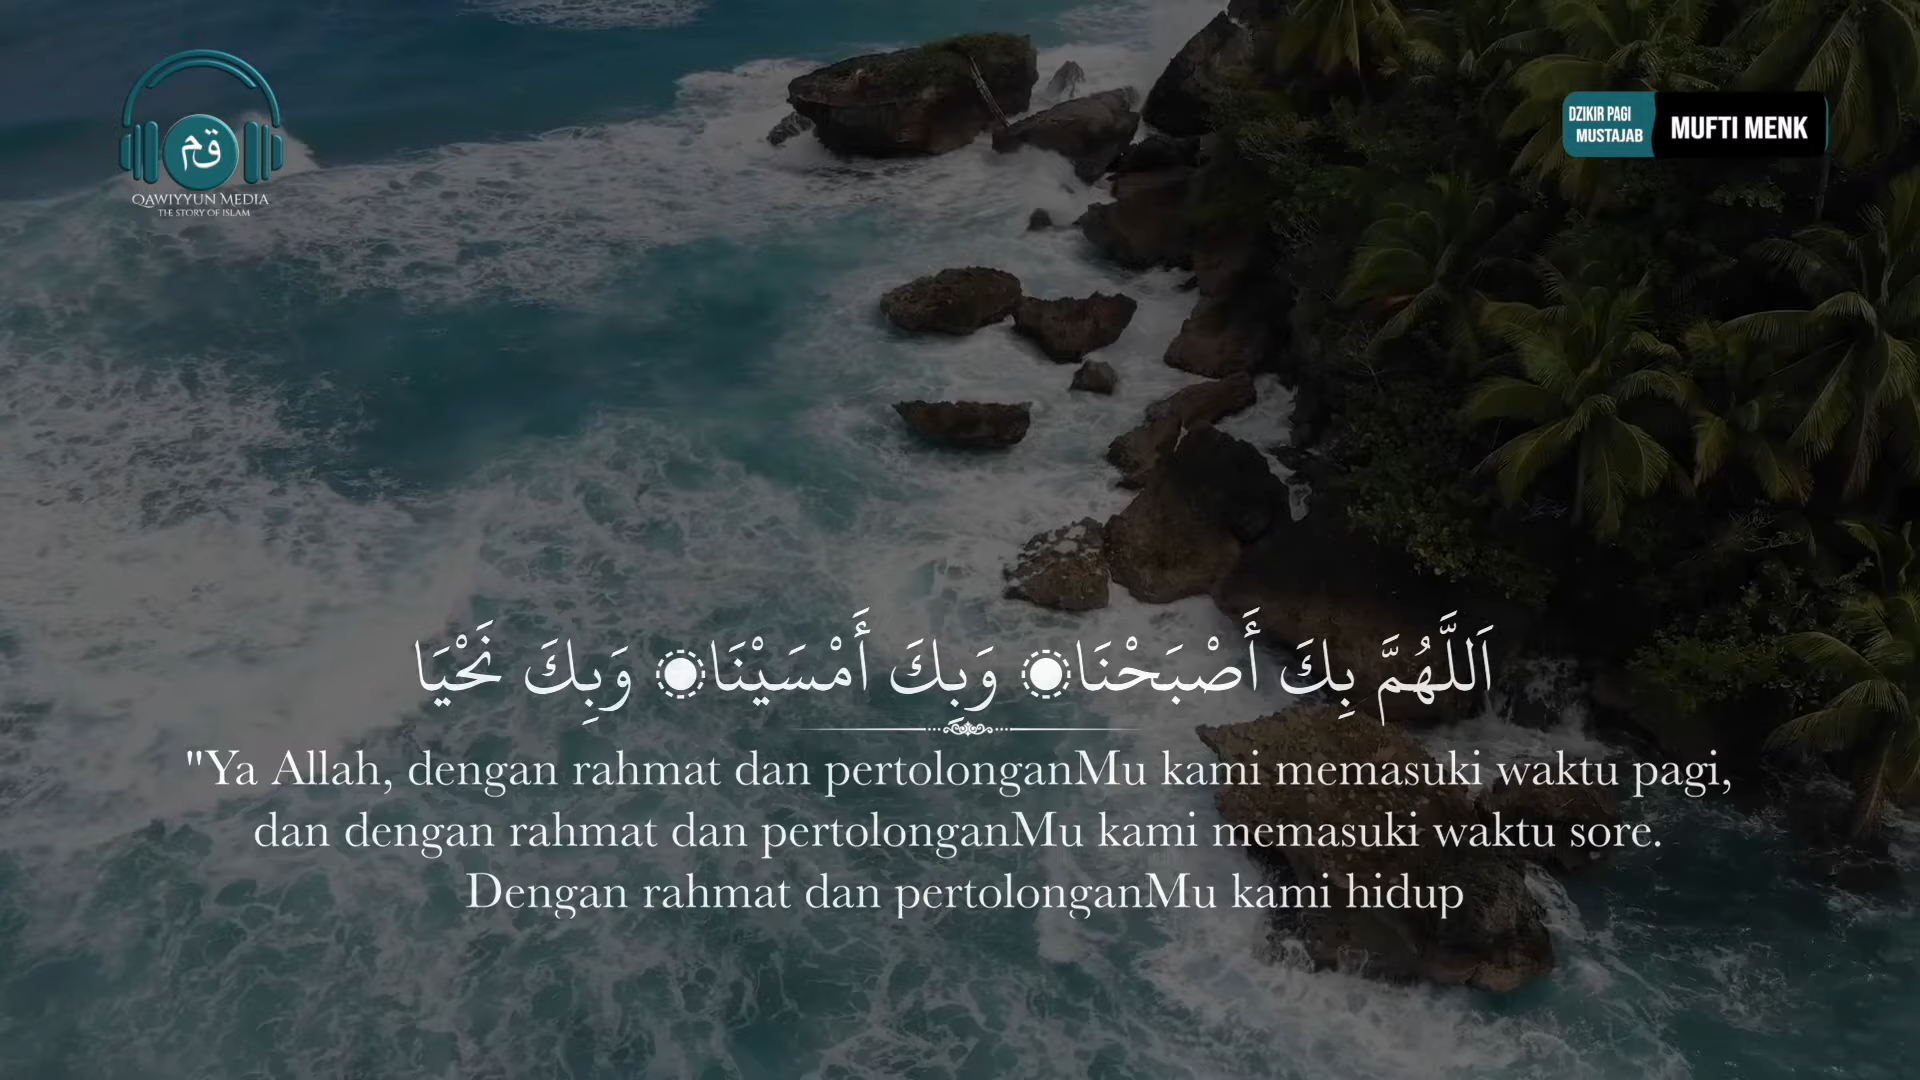 قم
QAWIYYUN MEDIA
THE STORY OF ISLAM
DZIKIR PAGI
MUSTAJAB
MUFTI MENK
اَللَّهُمَّ بِكَ أَصْبَحْنَا۝ وَبِكَ أَمْسَيْنَا۝ وَبِكَ نَحْيَا
"Ya Allah, dengan rahmat dan pertolonganMu kami memasuki waktu pagi,
dan dengan rahmat dan pertolonganMu kami memasuki waktu sore.
Dengan rahmat dan pertolonganMu kami hidup